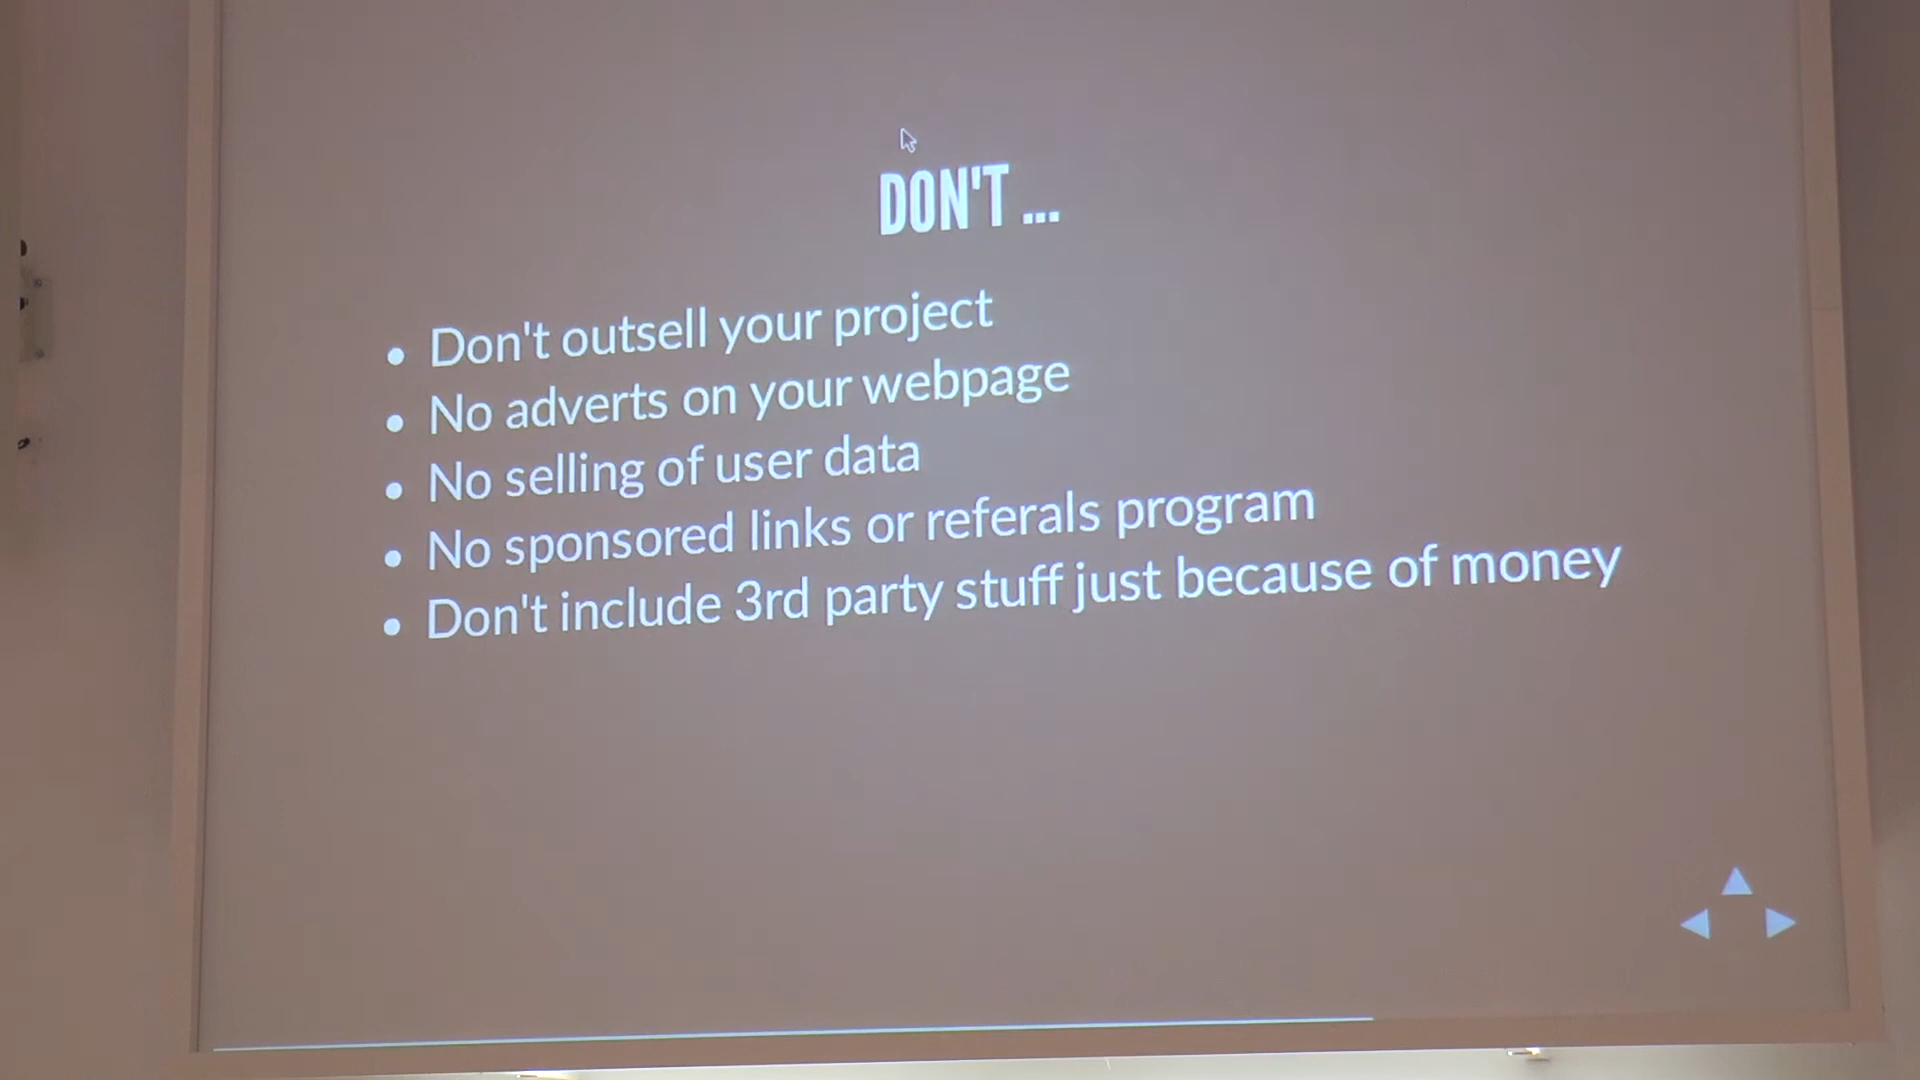 DON'T ...
Don't outsell your project
No adverts on your webpage
No selling of user data
No sponsored links or referals program
Don't include 3rd party stuff just because of money